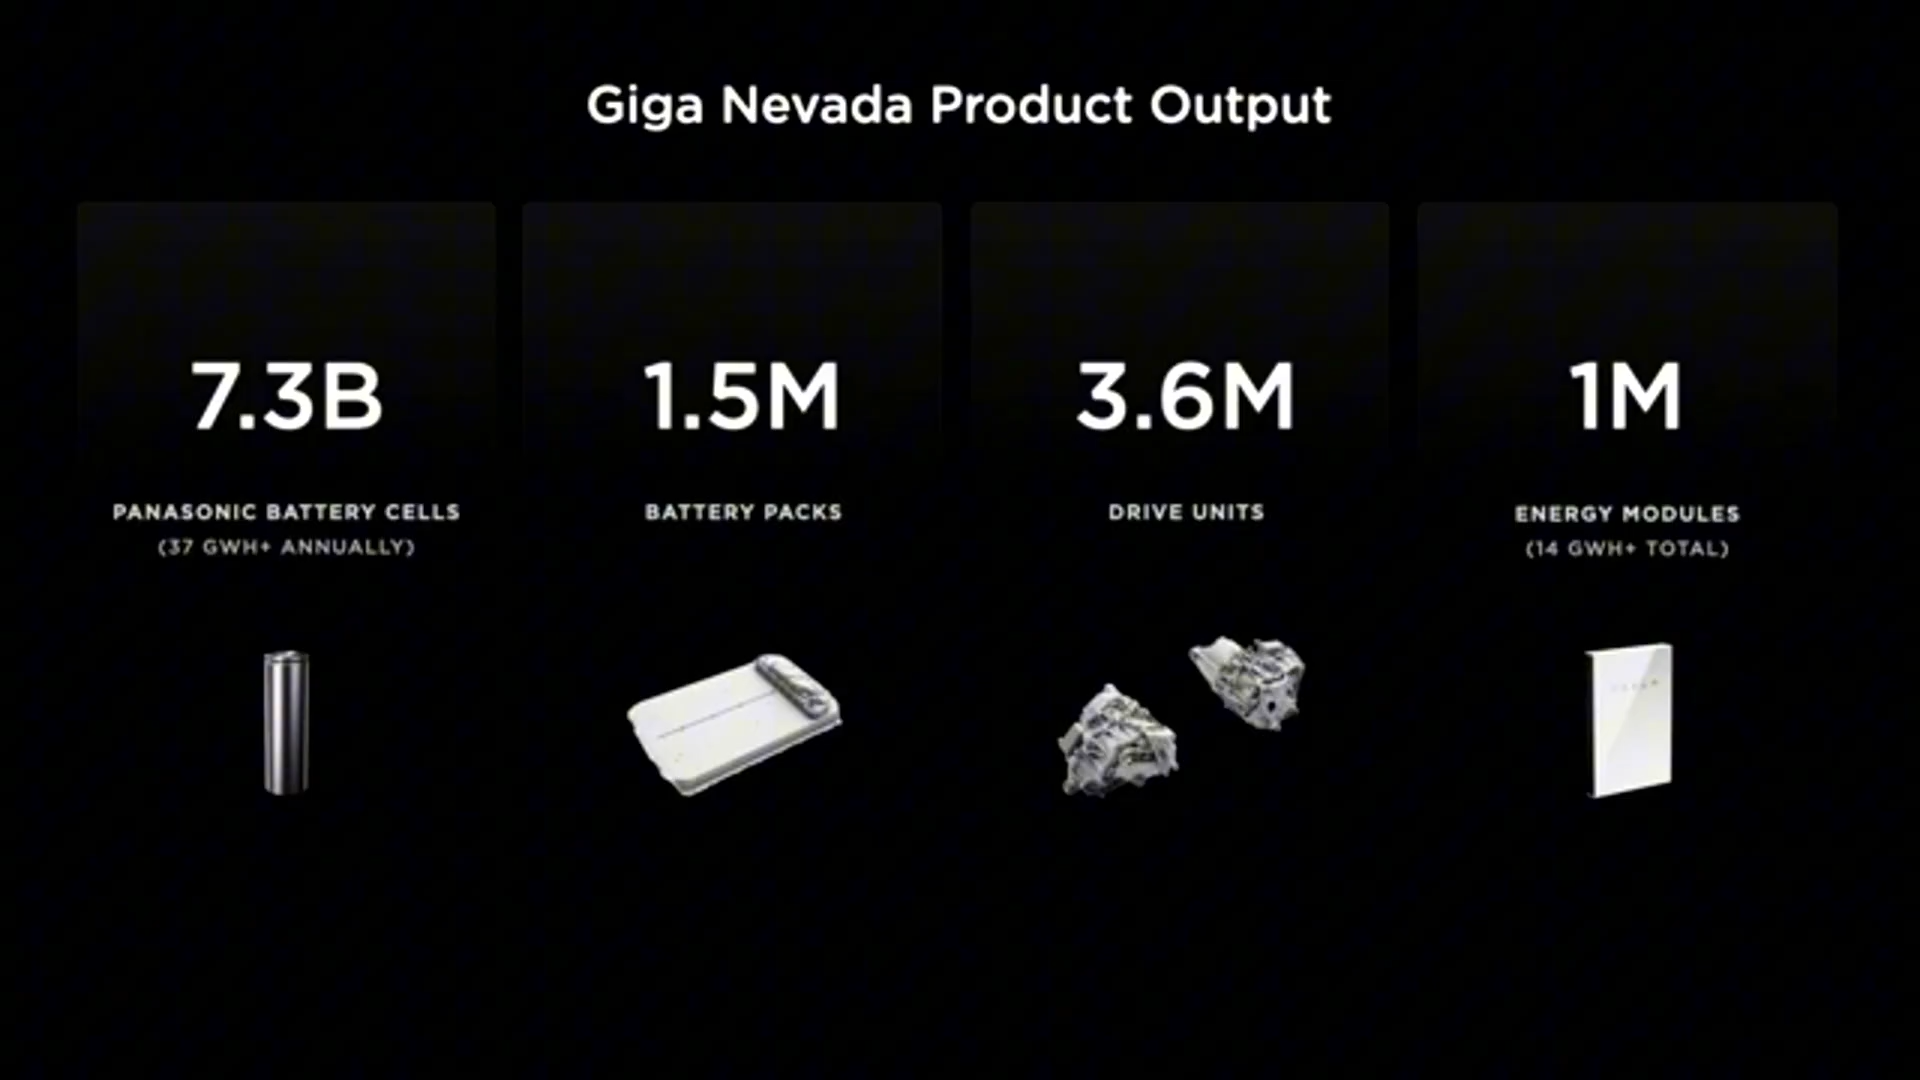 Giga Nevada Product Output
7.3B
PANASONIC BATTERY CELLS
(37 GWH+ ANNUALLY)
1.5M
BATTERY PACKS
3.6M
DRIVE UNITS
1M
ENERGY MODULES
(14 GWH+ TOTAL)